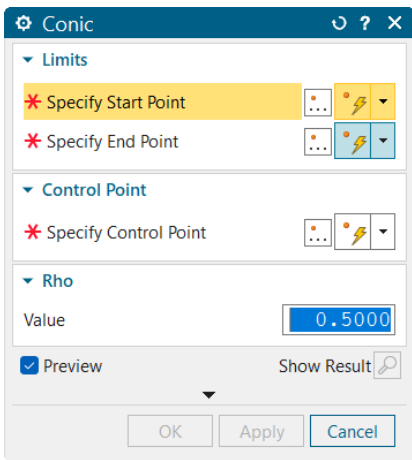 Conic ?
Limits
* Specify Start Point
* Specify End Point
Control Point
* Specify Control Point
Rho
Value 0.5000
Preview Show Result
OK Apply Cancel